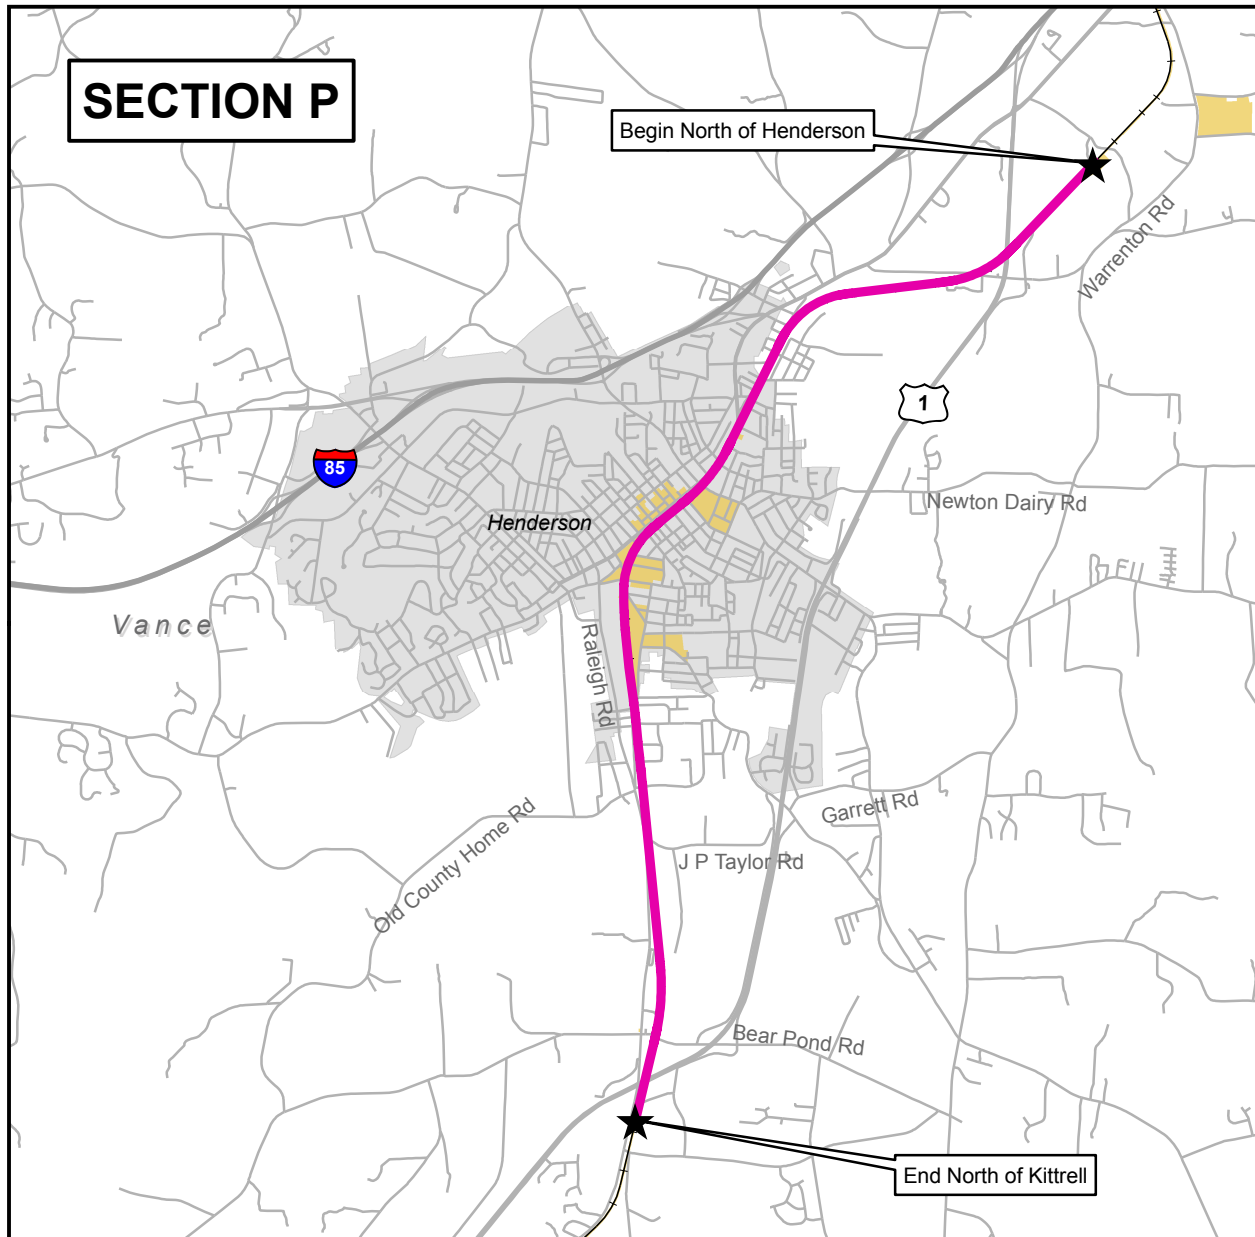 SECTION P
Begin North of Henderson
Warrenton Rd
1
85
Newton Dairy Rd
Henderson
Vance
Raleigh Rd
Garrett Rd
Old County Home Rd
J P Taylor Rd
Bear Pond Rd
End North of Kittrell